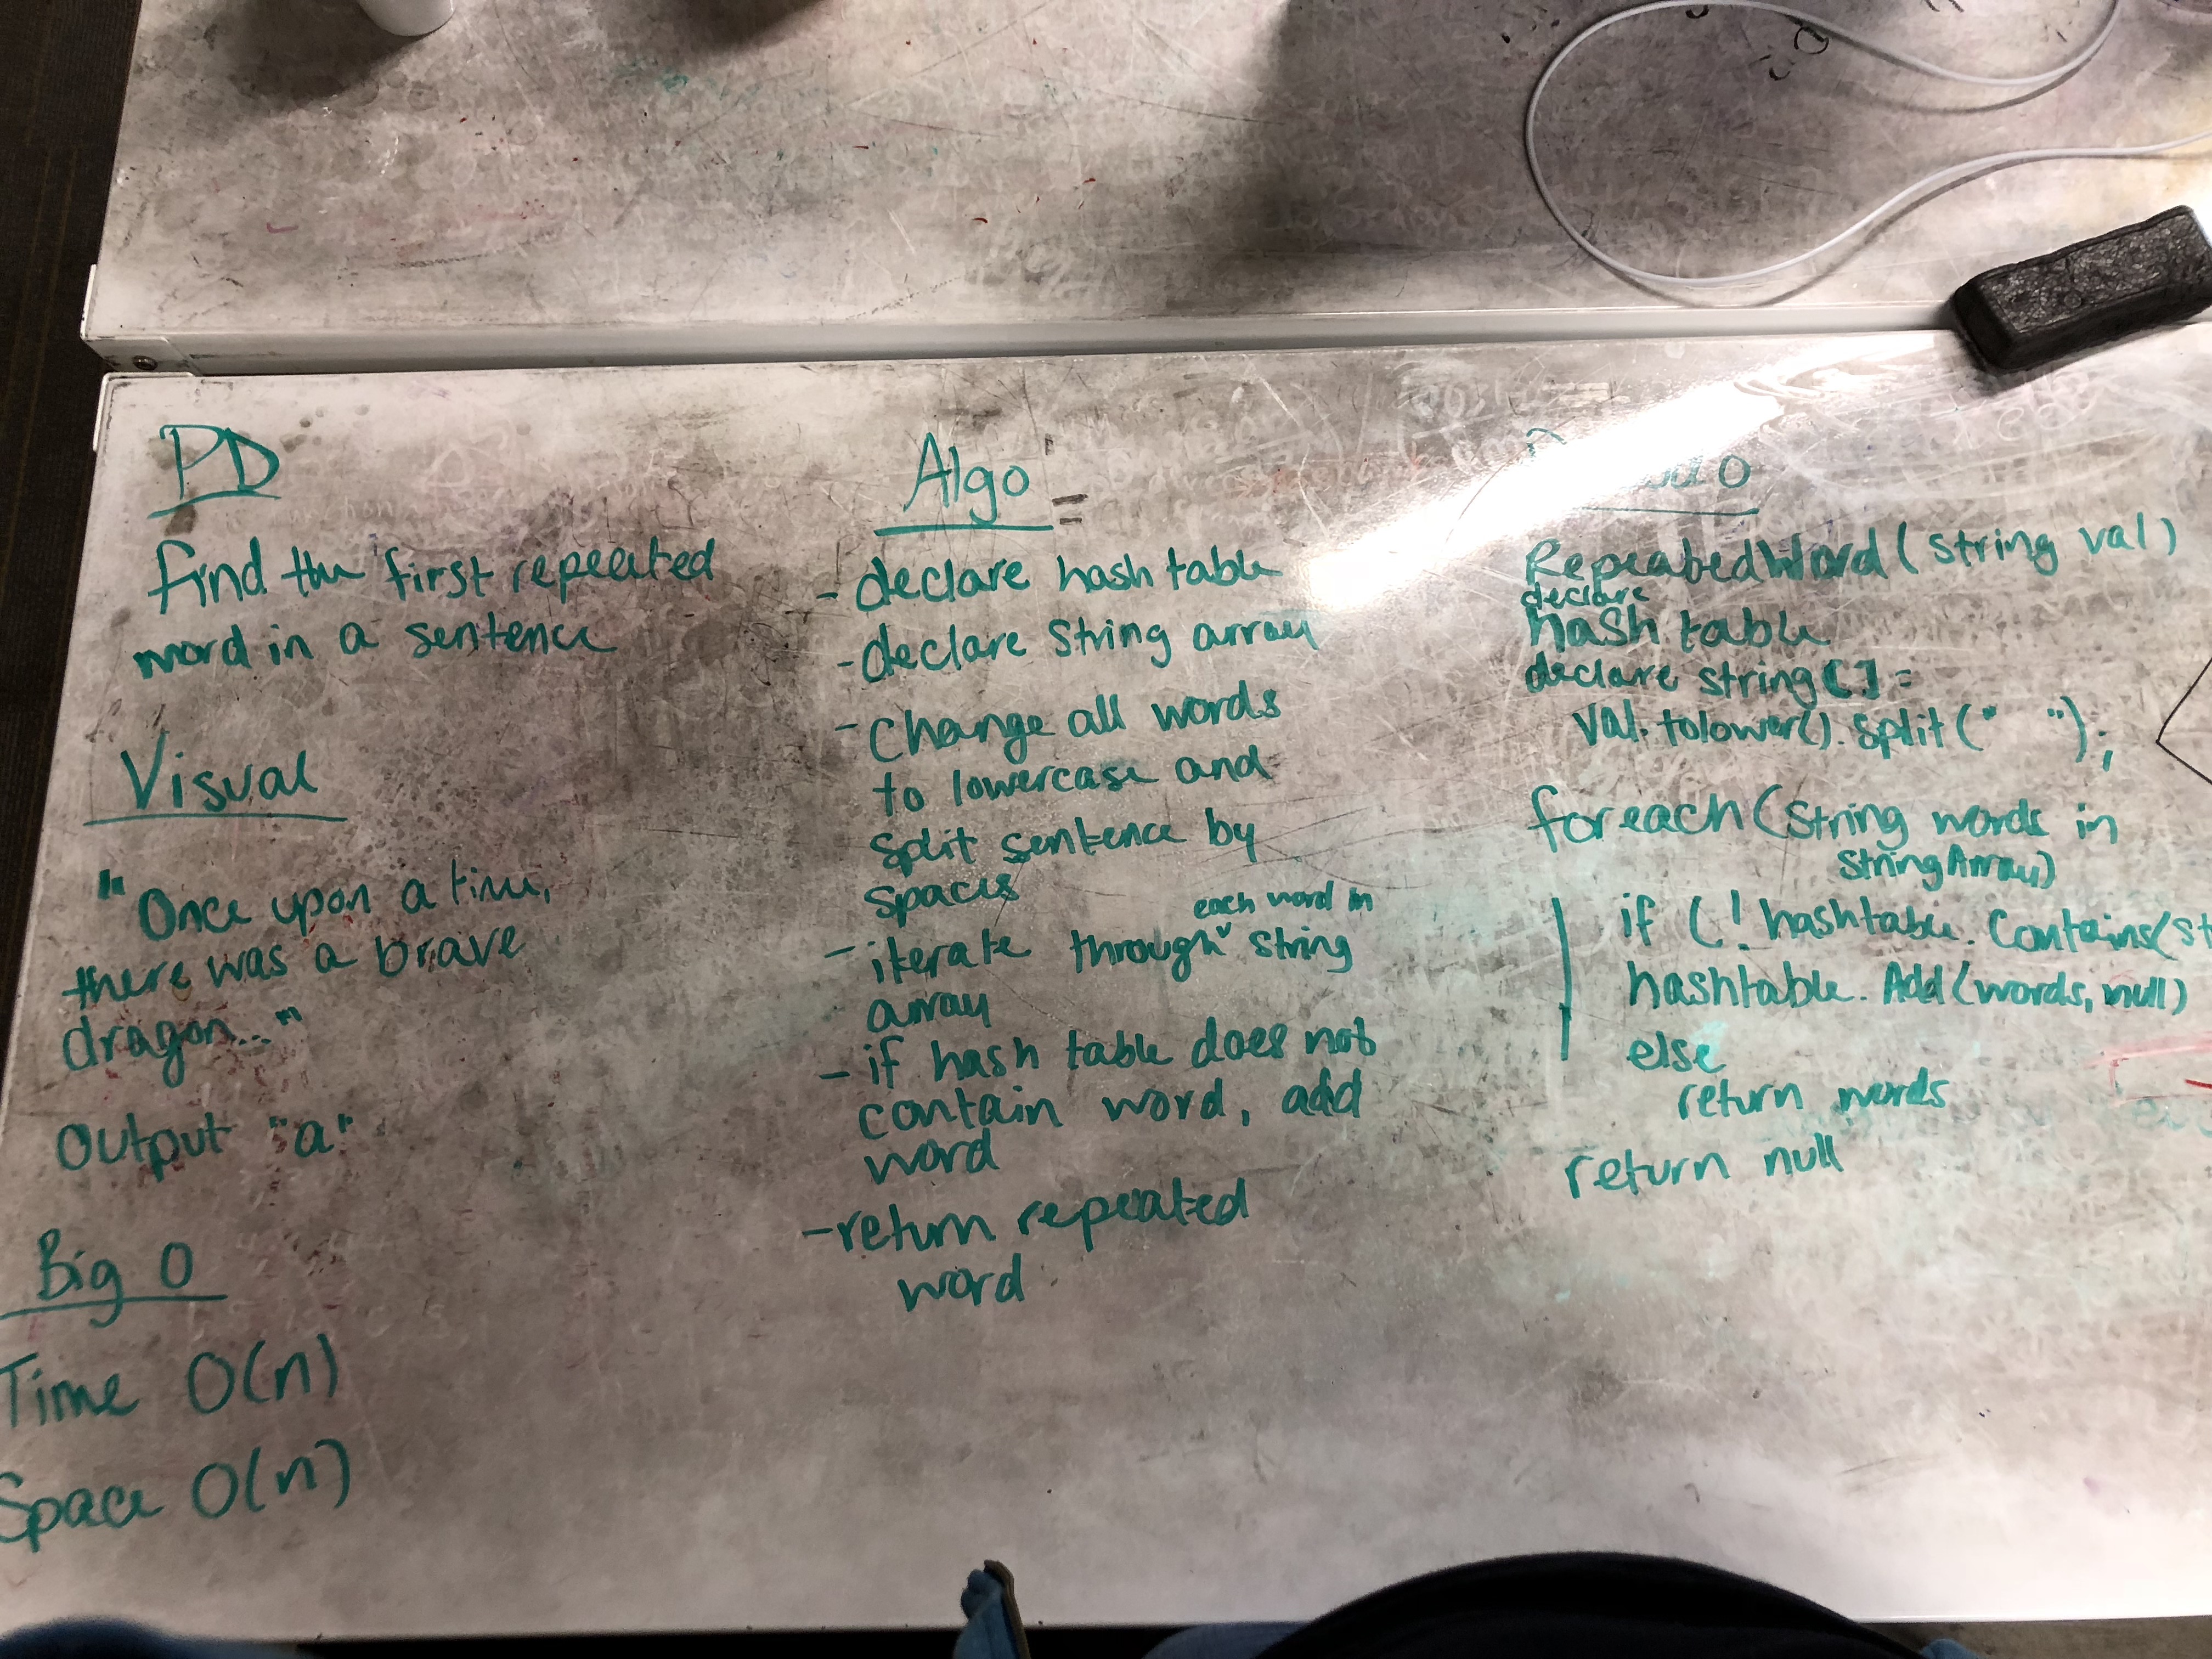 PD
find the first repeated
word in a sentence
Visual
"Once upon a time,
there was a brave
dragon..."
Output "a"
Big O
Time O(n)
Space O(n)
Algo
- declare hash table
- declare string array
- change all words
to lowercase and
split sentence by
spaces
each word in
- iterate through string
array
- if hash table does not
contain word, add
word
- return repeated
word
RepeatedWord (string val)
declare
hash table
declare string [] =
val.tolower().split(" ");
foreach (string words in
stringArray)
if (! hashtable.Contains(st
hashtable.Add(words, null)
else
return words
return null